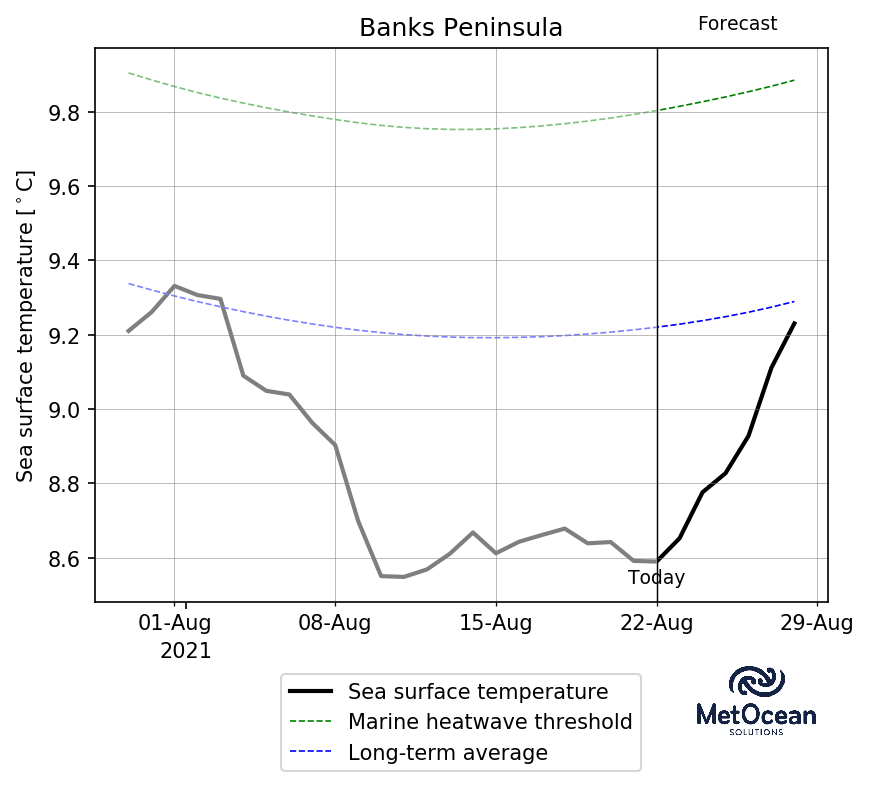 Banks Peninsula
Forecast
Sea surface temperature [°C]
9.8
9.6
9.4
9.2
9.0
8.8
8.6
Today
01-Aug 08-Aug 15-Aug 22-Aug 29-Aug
2021
Sea surface temperature
Marine heatwave threshold
Long-term average
MetOcean
SOLUTIONS